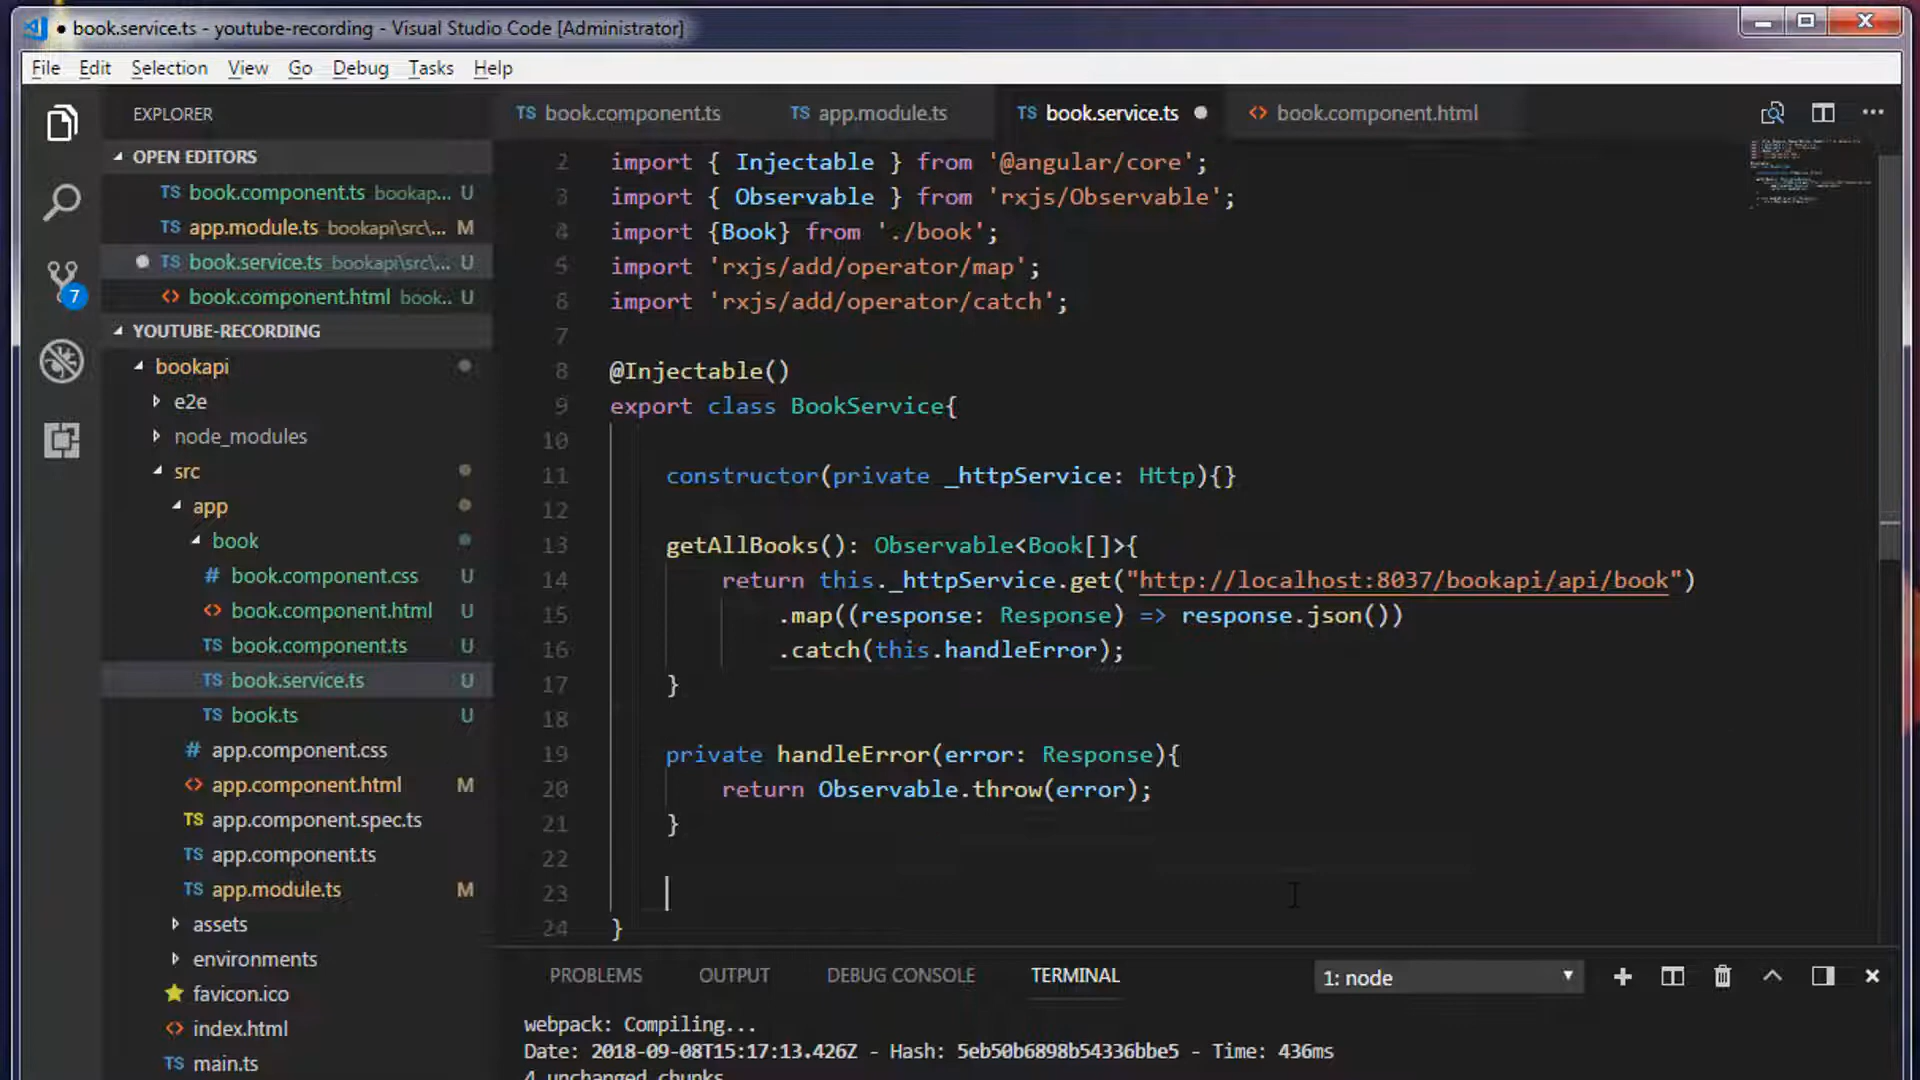 book.service.ts - youtube-recording - Visual Studio Code [Administrator]
File Edit Selection View Go Debug Tasks Help
EXPLORER
OPEN EDITORS
TS book.component.ts bookap... U
TS app.module.ts bookapi\src\... M
TS book.service.ts bookapi\src\... U
<> book.component.html book.. U
YOUTUBE-RECORDING
bookapi
e2e
node_modules
src
app
book
# book.component.css U
<> book.component.html U
TS book.component.ts U
TS book.service.ts U
TS book.ts U
# app.component.css
<> app.component.html M
TS app.component.spec.ts
TS app.component.ts
TS app.module.ts M
assets
environments
favicon.ico
<> index.html
TS main.ts
7
TS book.component.ts TS app.module.ts TS book.service.ts <> book.component.html
2 import { Injectable } from '@angular/core';
3 import { Observable } from 'rxjs/Observable';
4 import {Book} from './book';
5 import 'rxjs/add/operator/map';
6 import 'rxjs/add/operator/catch';
7
8 @Injectable()
9 export class BookService{
10
11 constructor(private _httpService: Http){}
12
13 getAllBooks(): Observable<Book[]>{
14 return this._httpService.get("http://localhost:8037/bookapi/api/book")
15 .map((response: Response) => response.json())
16 .catch(this.handleError);
17 }
18
19 private handleError(error: Response){
20 return Observable.throw(error);
21 }
22
23
24 }
PROBLEMS OUTPUT DEBUG CONSOLE TERMINAL 1: node
webpack: Compiling...
Date: 2018-09-08T15:17:13.426Z - Hash: 5eb50b6898b54336bbe5 - Time: 436ms
4 unchanged chunks